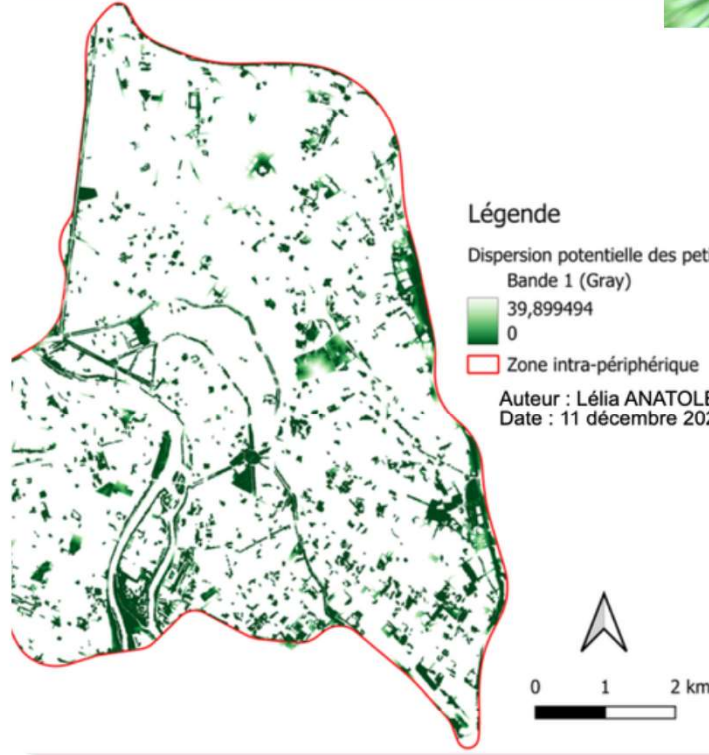 Légende
Dispersion potentielle des
Bande 1 (Gray)
39,899494
0
Zone intra-périphérique
Auteur : Lélia ANATOLE
Date : 11 décembre
0 1 2 km